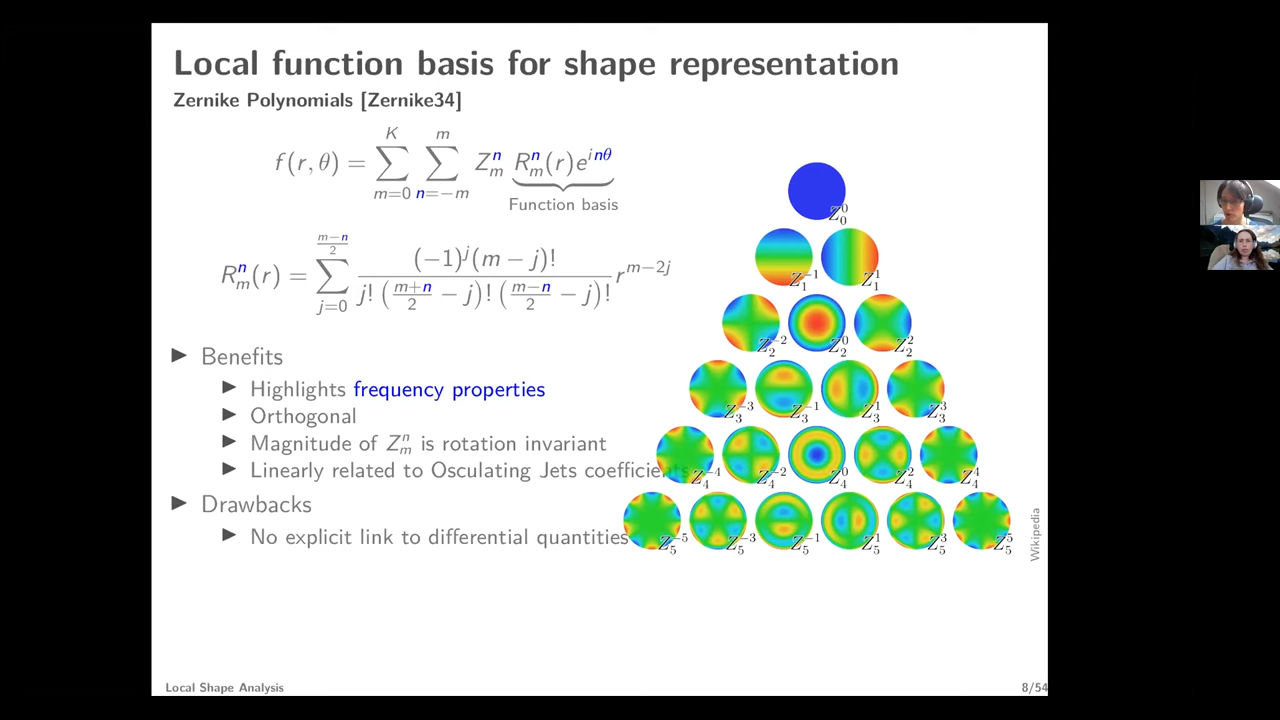 Local function basis for shape representation
Zernike Polynomials [Zernike34]
f(r, θ) = ∑_{m=0}^{K} ∑_{n=−m}^{m} Z_m^n R_m^n(r)e^{inθ}
Function basis
R_m^n(r) = ∑_{j=0}^{\frac{m−n}{2}} \frac{(−1)^j(m − j)!}{j! (\frac{m+n}{2} − j)! (\frac{m−n}{2} − j)!} r^{m−2j}
▶ Benefits
▶ Highlights frequency properties
▶ Orthogonal
▶ Magnitude of Z_m^n is rotation invariant
▶ Linearly related to Osculating Jets coefficients
▶ Drawbacks
▶ No explicit link to differential quantities
Z_0^0
Z_1^{−1} Z_1^1
Z_2^{−2} Z_2^0 Z_2^2
Z_3^{−3} Z_3^{−1} Z_3^1 Z_3^3
Z_4^{−4} Z_4^{−2} Z_4^0 Z_4^2 Z_4^4
Z_5^{−5} Z_5^{−3} Z_5^{−1} Z_5^1 Z_5^3 Z_5^5
Wikipedia
Local Shape Analysis
8/54